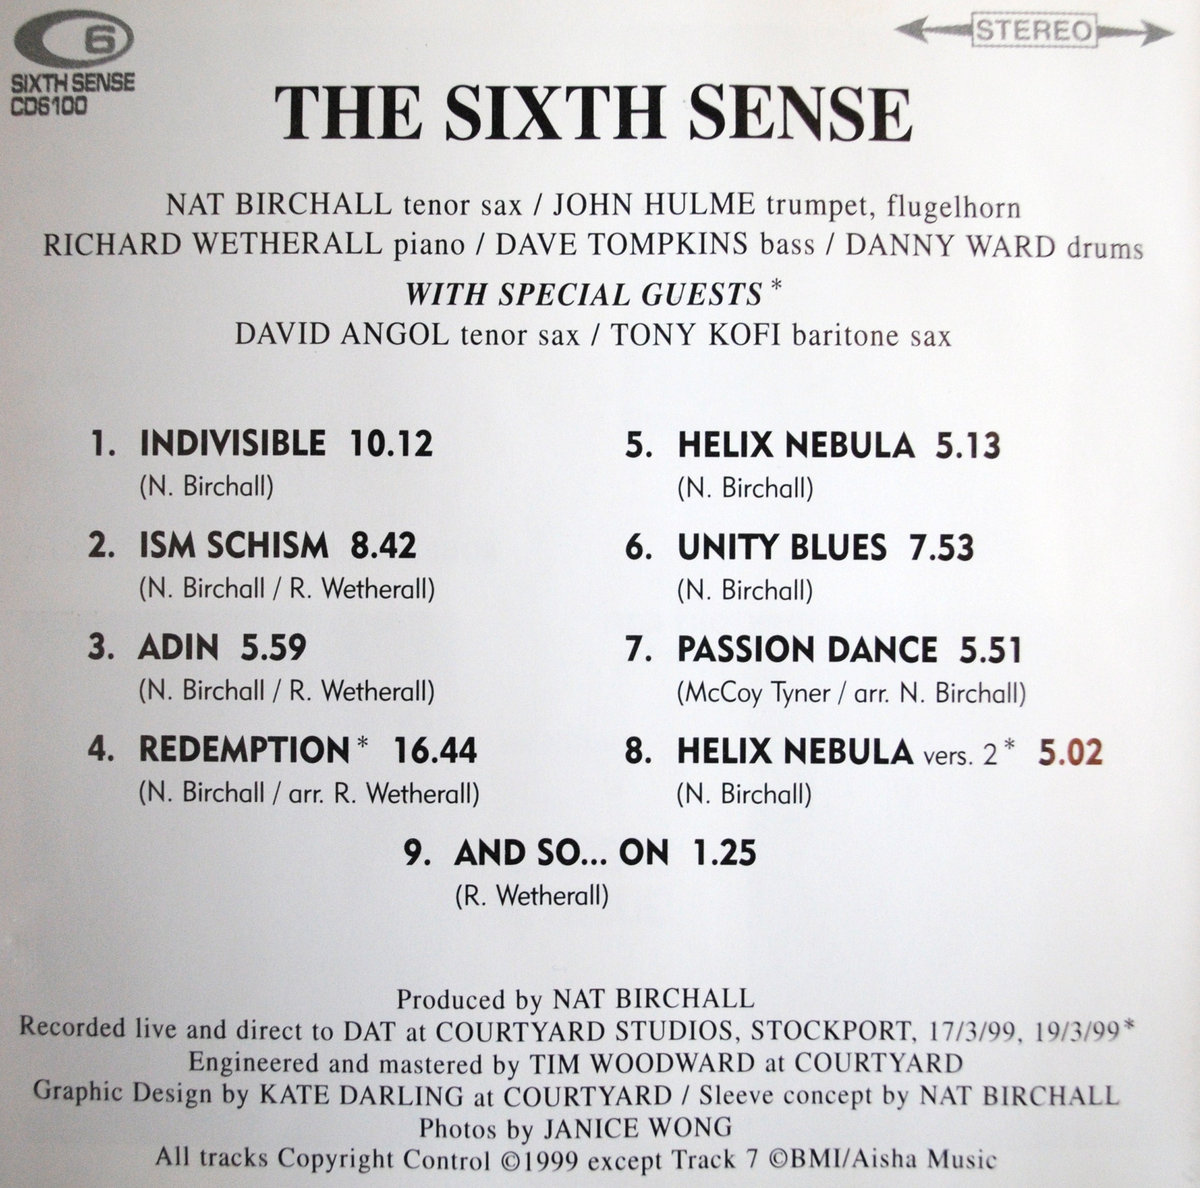 6
SIXTH SENSE
CD6100
STEREO
THE SIXTH SENSE
NAT BIRCHALL tenor sax / JOHN HULME trumpet, flugelhorn
RICHARD WETHERALL piano / DAVE TOMPKINS bass / DANNY WARD drums
WITH SPECIAL GUESTS *
DAVID ANGOL tenor sax / TONY KOFI baritone sax
1. INDIVISIBLE 10.12
(N. Birchall)
2. ISM SCHISM 8.42
(N. Birchall / R. Wetherall)
3. ADIN 5.59
(N. Birchall / R. Wetherall)
4. REDEMPTION * 16.44
(N. Birchall / arr. R. Wetherall)
5. HELIX NEBULA 5.13
(N. Birchall)
6. UNITY BLUES 7.53
(N. Birchall)
7. PASSION DANCE 5.51
(McCoy Tyner / arr. N. Birchall)
8. HELIX NEBULA vers. 2 * 5.02
(N. Birchall)
9. AND SO... ON 1.25
(R. Wetherall)
Produced by NAT BIRCHALL
Recorded live and direct to DAT at COURTYARD STUDIOS, STOCKPORT, 17/3/99, 19/3/99*
Engineered and mastered by TIM WOODWARD at COURTYARD
Graphic Design by KATE DARLING at COURTYARD / Sleeve concept by NAT BIRCHALL
Photos by JANICE WONG
All tracks Copyright Control ©1999 except Track 7 ©BMI/Aisha Music